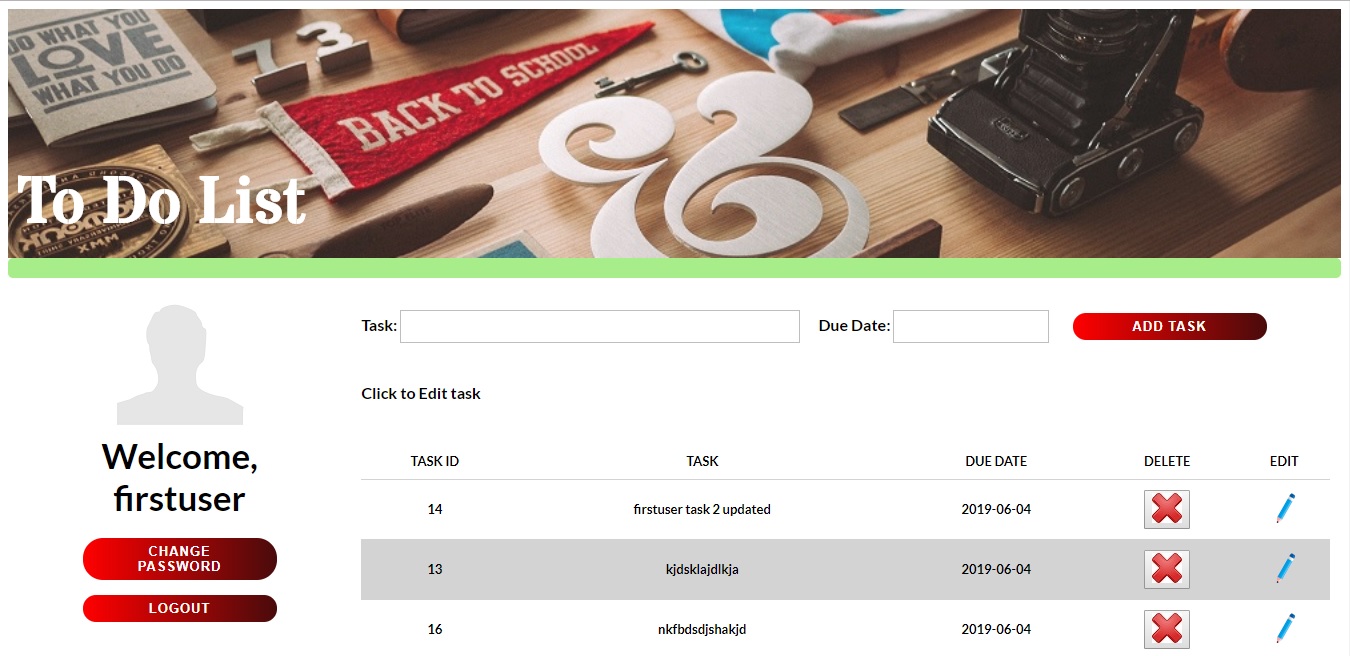 DO WHAT YOU
LOVE
WHAT YOU DO
73
BACK TO SCHOOL
&
To Do List
XMM
Task:
Due Date:
ADD TASK
Click to Edit task
Welcome,
firstuser
CHANGE
PASSWORD
LOGOUT
TASK ID TASK DUE DATE DELETE EDIT
14 firstuser task 2 updated 2019-06-04
13 kjdsklajdlkja 2019-06-04
16 nkfbdsdjshakjd 2019-06-04